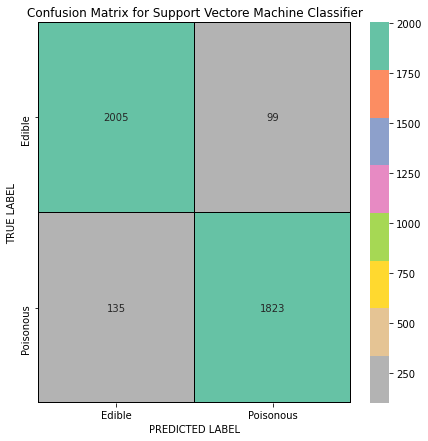 Confusion Matrix for Support Vectore Machine Classifier
TRUE LABEL
Edible
Poisonous
2005
99
135
1823
Edible
Poisonous
PREDICTED LABEL
2000
1750
1500
1250
1000
750
500
250